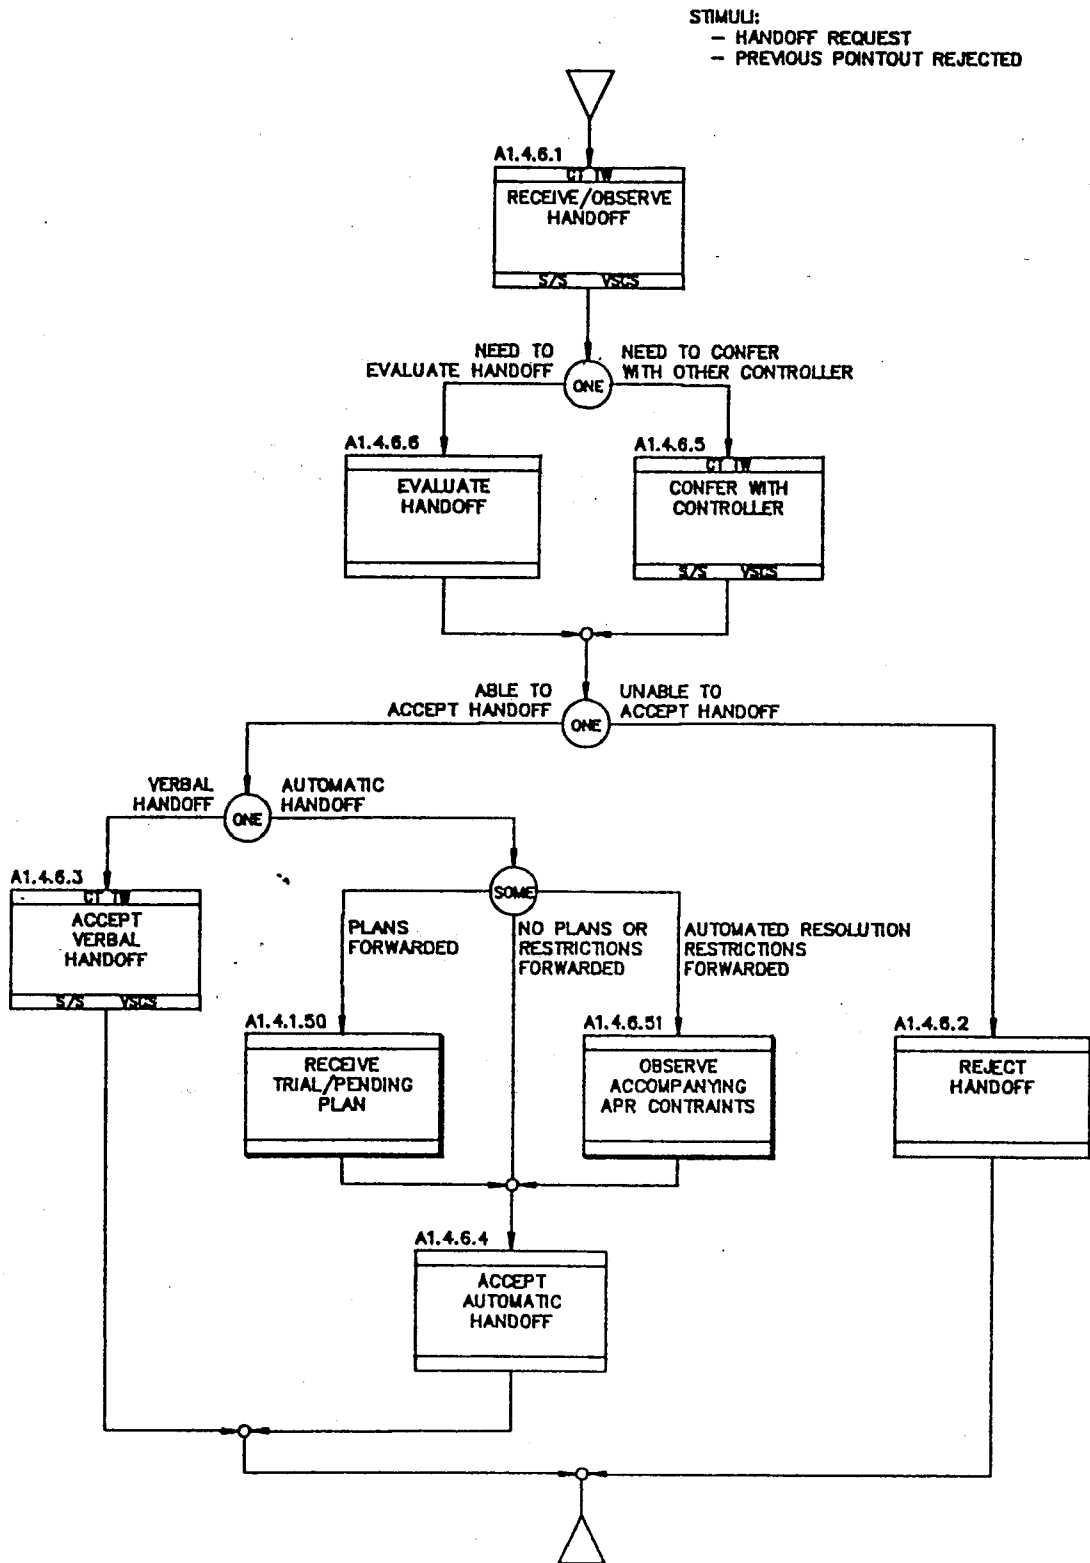 STIMULI:
— HANDOFF REQUEST
— PREVIOUS POINTOUT REJECTED
A1.4.6.1
CT TW
RECEIVE/OBSERVE
HANDOFF
S/S VSCS
NEED TO
EVALUATE HANDOFF
ONE
NEED TO CONFER
WITH OTHER CONTROLLER
A1.4.6.6
EVALUATE
HANDOFF
A1.4.6.5
CT TW
CONFER WITH
CONTROLLER
S/S VSCS
ABLE TO
ACCEPT HANDOFF
ONE
UNABLE TO
ACCEPT HANDOFF
VERBAL
HANDOFF
ONE
AUTOMATIC
HANDOFF
A1.4.6.3
CT TW
ACCEPT
VERBAL
HANDOFF
S/S VSCS
SOME
PLANS
FORWARDED
NO PLANS OR
RESTRICTIONS
FORWARDED
AUTOMATED RESOLUTION
RESTRICTIONS
FORWARDED
A1.4.1.50
RECEIVE
TRIAL/PENDING
PLAN
A1.4.6.51
OBSERVE
ACCOMPANYING
APR CONTRAINTS
A1.4.6.2
REJECT
HANDOFF
A1.4.6.4
ACCEPT
AUTOMATIC
HANDOFF